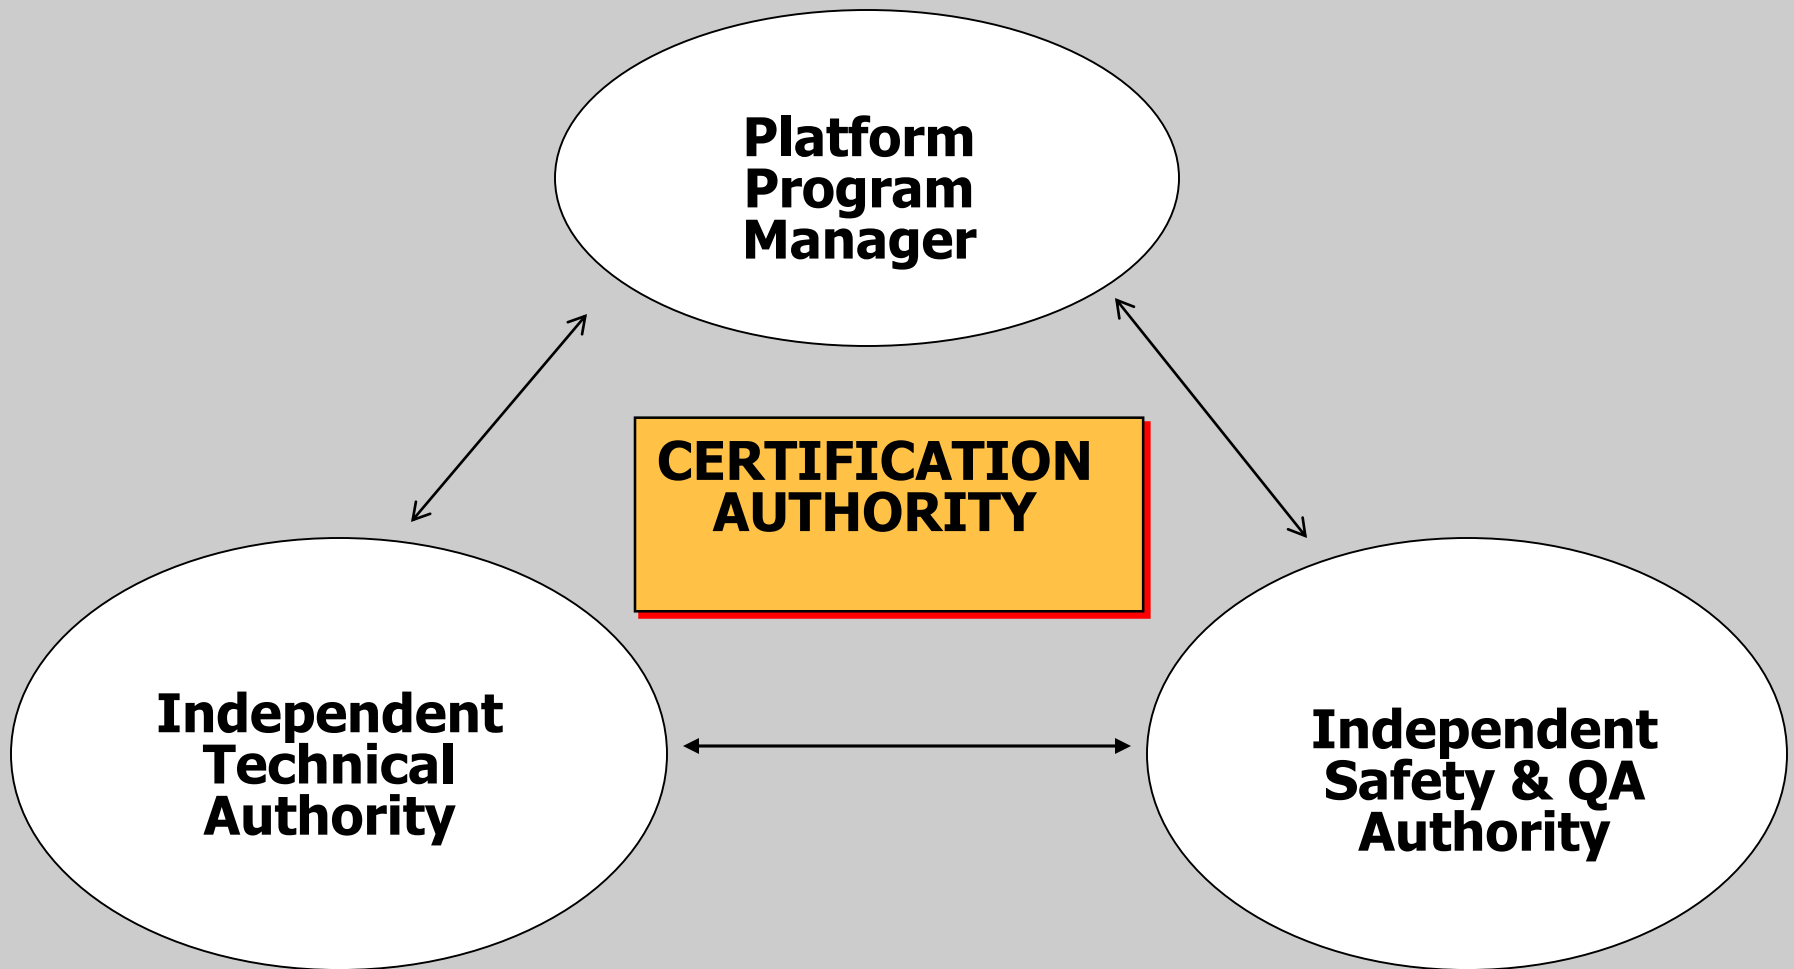 Platform
Program
Manager
CERTIFICATION
AUTHORITY
Independent
Technical
Authority
Independent
Safety & QA
Authority